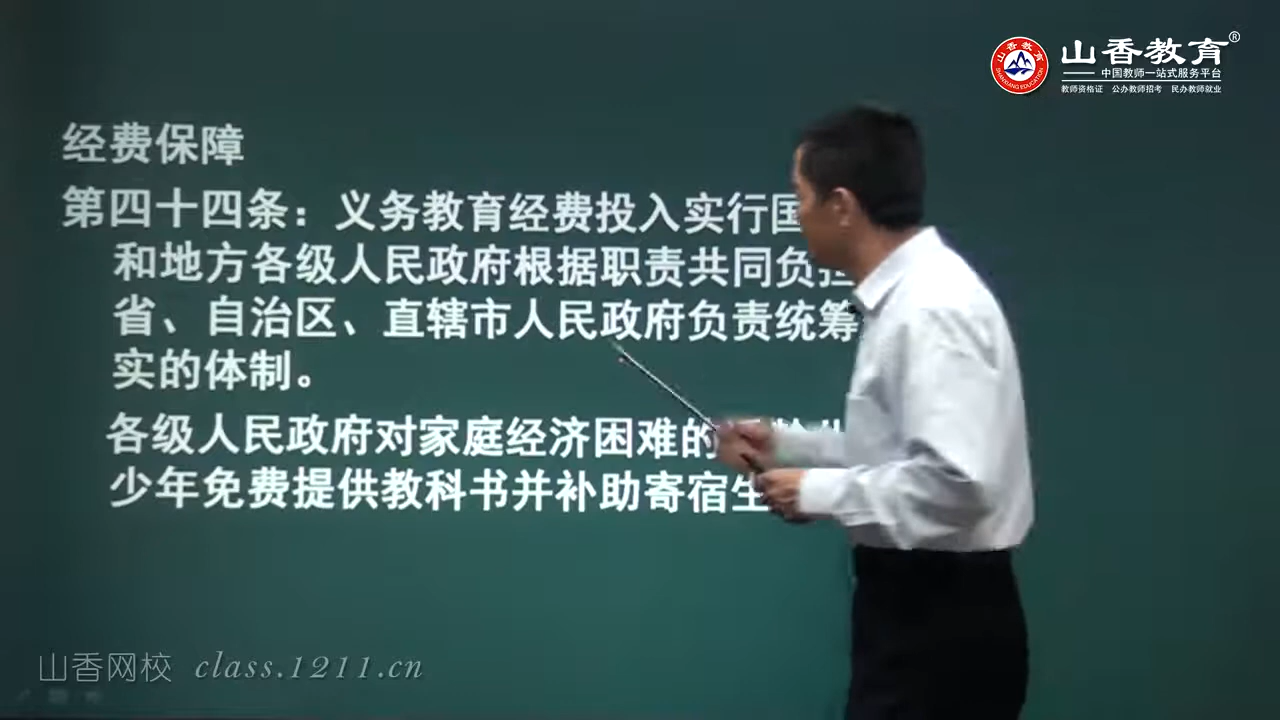 山香教育®
中国教师一站式服务平台
教师资格证 公办教师招考 民办教师就业
经费保障
第四十四条：义务教育经费投入实行国
和地方各级人民政府根据职责共同负担
省、自治区、直辖市人民政府负责统筹
实的体制。
各级人民政府对家庭经济困难的
少年免费提供教科书并补助寄宿生
山香网校 class.1211.cn